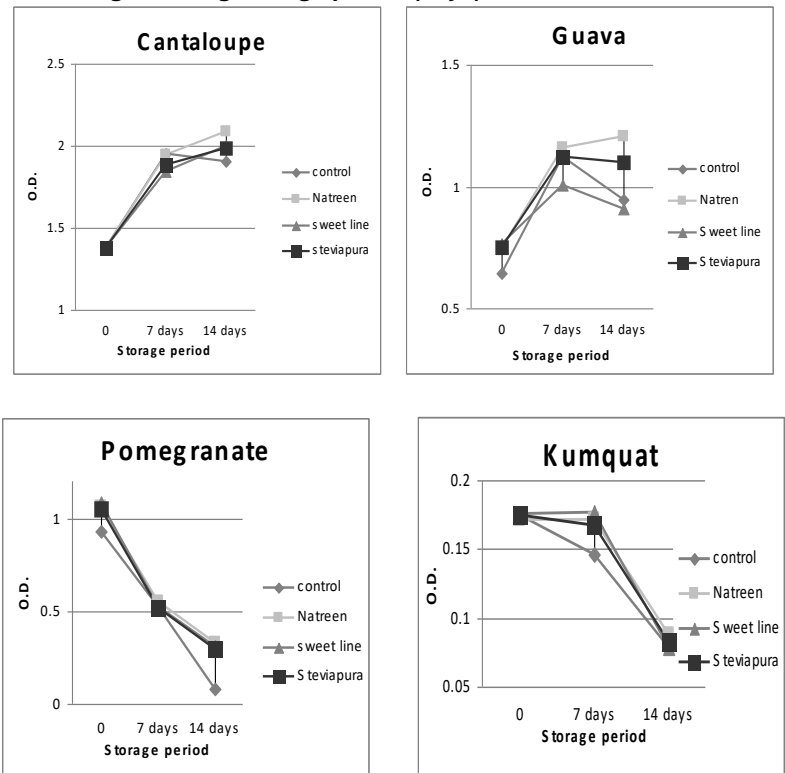 Cantaloupe
2.5
2
1.5
1
O.D.
0 7 days 14 days
Storage period
control
Natreen
sweet line
steviapura
Guava
1.5
1
0.5
O.D.
0 7 days 14 days
Storage period
control
Natren
Sweet line
Steviapura
Pomegranate
1
0.5
0
O.D.
0 7 days 14 days
Storage period
control
Natreen
sweet line
Steviapura
Kumquat
0.2
0.15
0.1
0.05
O.D.
0 7 days 14 days
Storage period
control
Natreen
Sweet line
Steviapura